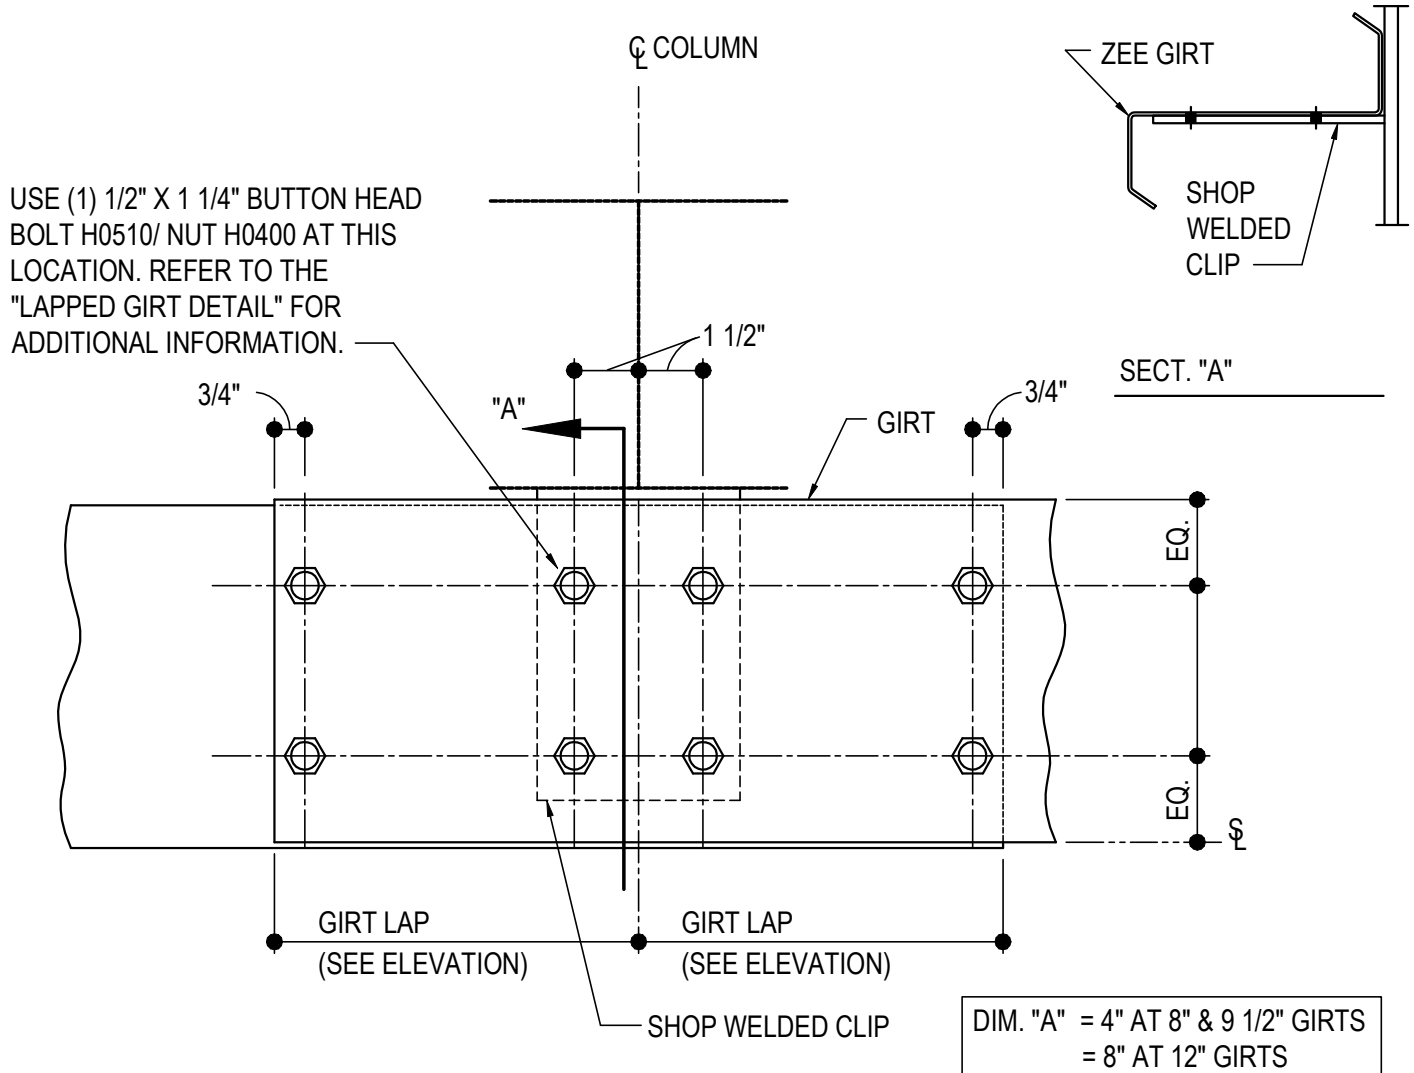 ℄ COLUMN
ZEE GIRT
SHOP
WELDED
CLIP
SECT. "A"
USE (1) 1/2" X 1 1/4" BUTTON HEAD
BOLT H0510/ NUT H0400 AT THIS
LOCATION. REFER TO THE
"LAPPED GIRT DETAIL" FOR
ADDITIONAL INFORMATION.
1 1/2"
3/4"
"A"
GIRT
3/4"
EQ.
EQ.
SL
GIRT LAP
(SEE ELEVATION)
GIRT LAP
(SEE ELEVATION)
SHOP WELDED CLIP
DIM. "A" = 4" AT 8" & 9 1/2" GIRTS
= 8" AT 12" GIRTS